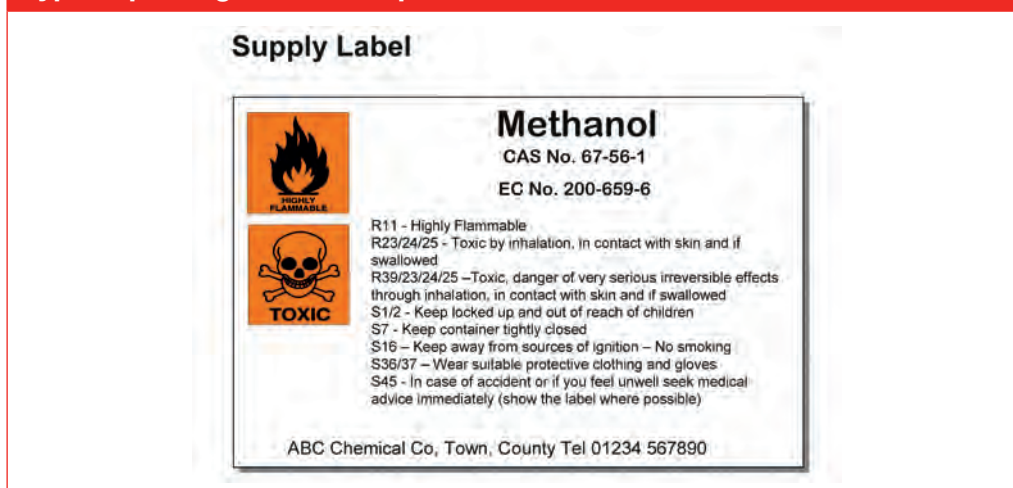 Supply Label
Methanol
CAS No. 67-56-1
EC No. 200-659-6
HIGHLY
FLAMMABLE
TOXIC
R11 - Highly Flammable
R23/24/25 - Toxic by inhalation, in contact with skin and if
swallowed
R39/23/24/25 –Toxic, danger of very serious irreversible effects
through inhalation, in contact with skin and if swallowed
S1/2 - Keep locked up and out of reach of children
S7 - Keep container tightly closed
S16 – Keep away from sources of ignition – No smoking
S36/37 – Wear suitable protective clothing and gloves
S45 - In case of accident or if you feel unwell seek medical
advice immediately (show the label where possible)
ABC Chemical Co, Town, County Tel 01234 567890